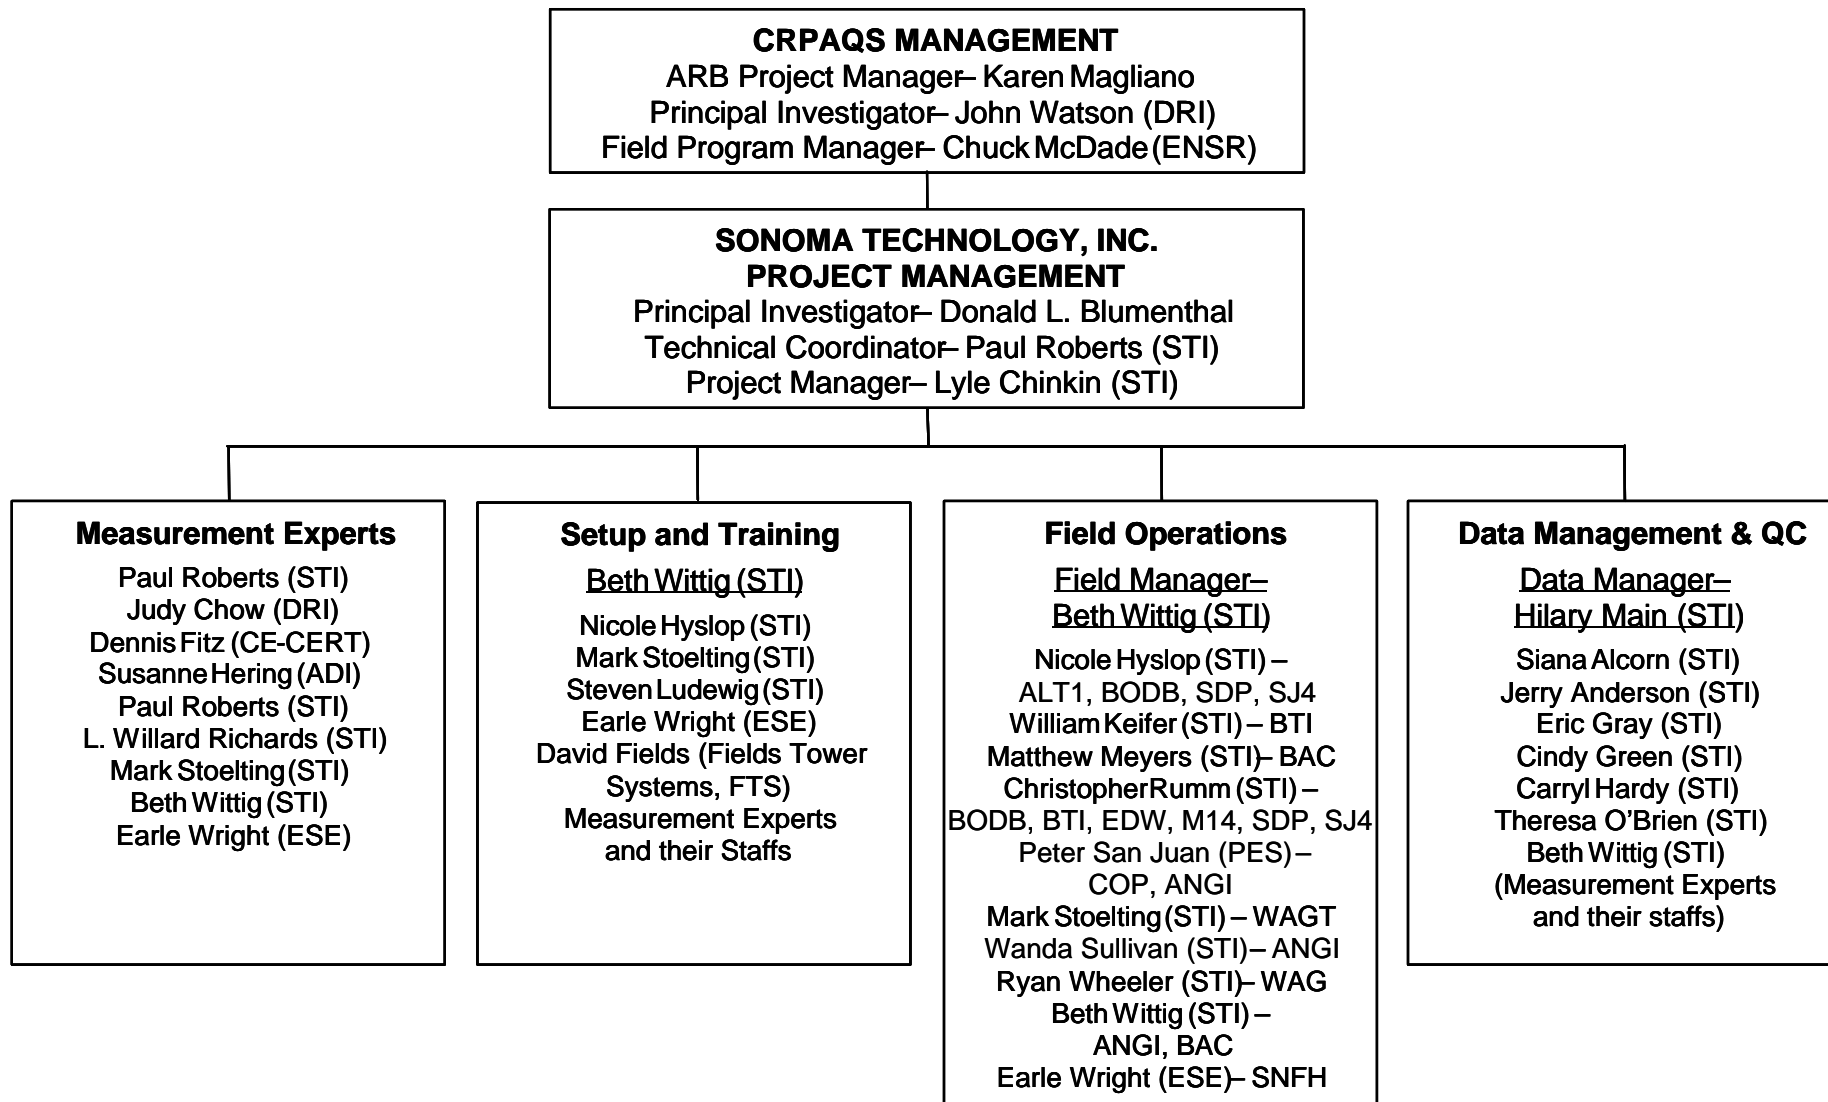 CRPAQS MANAGEMENT
ARB Project Manager– Karen Magliano
Principal Investigator– John Watson (DRI)
Field Program Manager– Chuck McDade (ENSR)
SONOMA TECHNOLOGY, INC.
PROJECT MANAGEMENT
Principal Investigator– Donald L. Blumenthal
Technical Coordinator– Paul Roberts (STI)
Project Manager– Lyle Chinkin (STI)
Measurement Experts
Paul Roberts (STI)
Judy Chow (DRI)
Dennis Fitz (CE-CERT)
Susanne Hering (ADI)
Paul Roberts (STI)
L. Willard Richards (STI)
Mark Stoelting (STI)
Beth Wittig (STI)
Earle Wright (ESE)
Setup and Training
Beth Wittig (STI)
Nicole Hyslop (STI)
Mark Stoelting (STI)
Steven Ludewig (STI)
Earle Wright (ESE)
David Fields (Fields Tower
Systems, FTS)
Measurement Experts
and their Staffs
Field Operations
Field Manager–
Beth Wittig (STI)
Nicole Hyslop (STI) –
ALT1, BODB, SDP, SJ4
William Keifer (STI) – BTI
Matthew Meyers (STI)– BAC
Christopher Rumm (STI) –
BODB, BTI, EDW, M14, SDP, SJ4
Peter San Juan (PES) –
COP, ANGI
Mark Stoelting (STI) – WAGT
Wanda Sullivan (STI) – ANGI
Ryan Wheeler (STI)– WAG
Beth Wittig (STI) –
ANGI, BAC
Earle Wright (ESE)– SNFH
Data Management & QC
Data Manager–
Hilary Main (STI)
Siana Alcorn (STI)
Jerry Anderson (STI)
Eric Gray (STI)
Cindy Green (STI)
Carryl Hardy (STI)
Theresa O'Brien (STI)
Beth Wittig (STI)
(Measurement Experts
and their staffs)